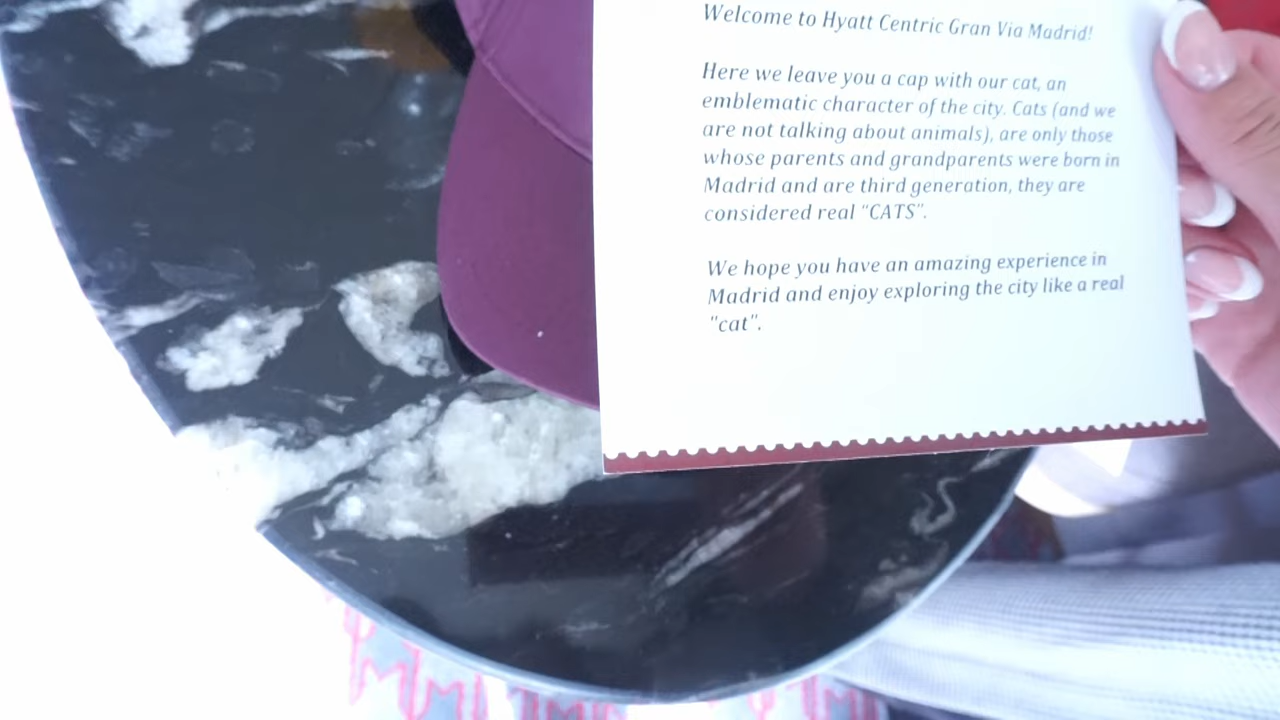 Welcome to Hyatt Centric Gran Via Madrid!
Here we leave you a cap with our cat, an
emblematic character of the city. Cats (and we
are not talking about animals), are only those
whose parents and grandparents were born in
Madrid and are third generation, they are
considered real "CATS".
We hope you have an amazing experience in
Madrid and enjoy exploring the city like a real
"cat".